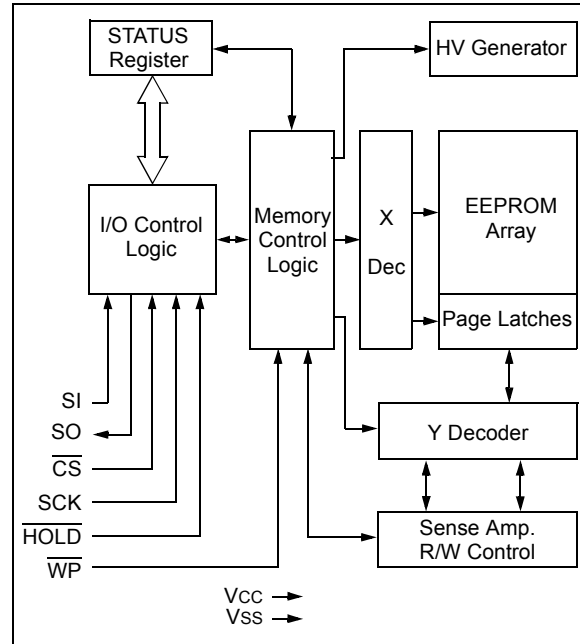 STATUS
Register
HV Generator
I/O Control
Logic
Memory
Control
Logic
X
Dec
EEPROM
Array
Page Latches
SI
SO
CS
SCK
HOLD
WP
Y Decoder
Sense Amp.
R/W Control
VCC
VSS